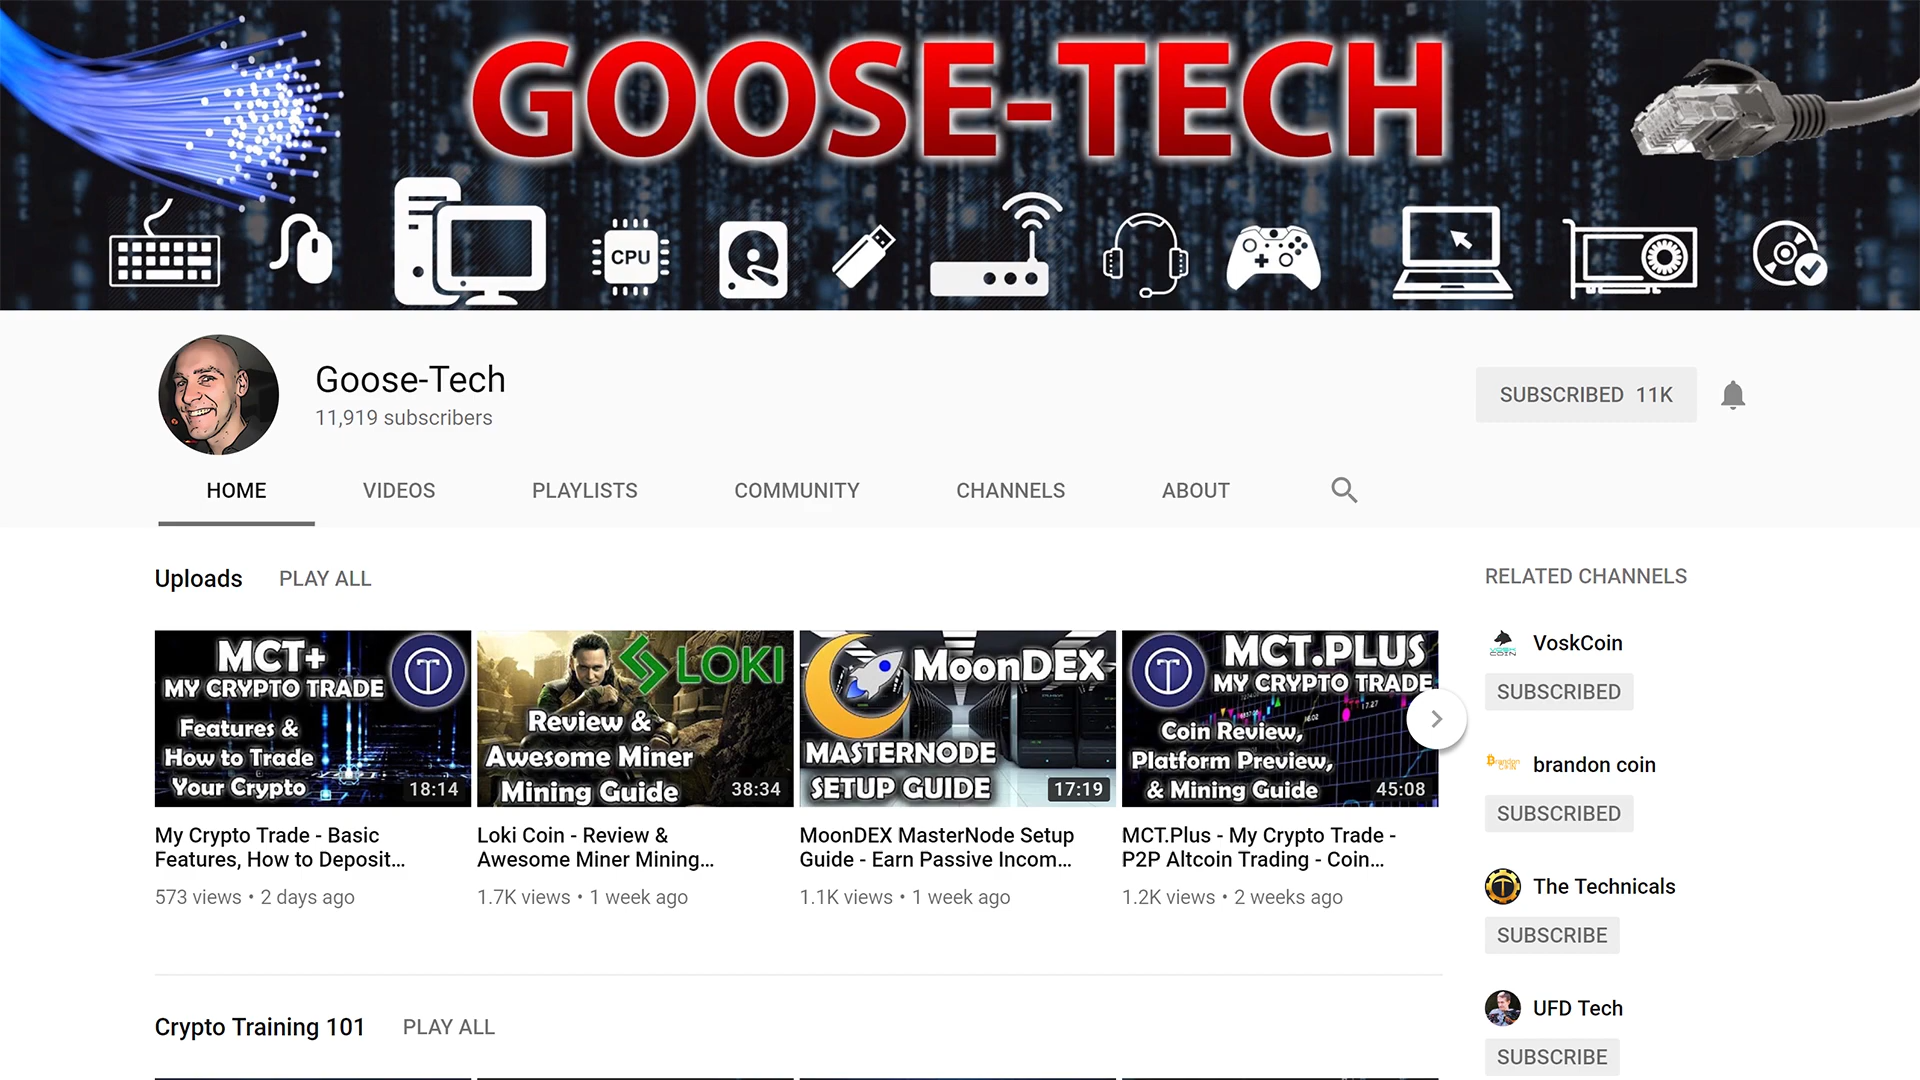 GOOSE-TECH
CPU
Goose-Tech
11,919 subscribers
SUBSCRIBED 11K
HOME VIDEOS PLAYLISTS COMMUNITY CHANNELS ABOUT
Uploads PLAY ALL
MCT+
MY CRYPTO TRADE
Features &
How to Trade
Your Crypto
18:14
LOKI
Review &
Awesome Miner
Mining Guide
38:34
MoonDEX
MASTERNODE
SETUP GUIDE
17:19
MCT.PLUS
MY CRYPTO TRADE
Coin Review,
Platform Preview,
& Mining Guide
45:08
My Crypto Trade - Basic
Features, How to Deposit...
573 views • 2 days ago
Loki Coin - Review &
Awesome Miner Mining...
1.7K views • 1 week ago
MoonDEX MasterNode Setup
Guide - Earn Passive Incom...
1.1K views • 1 week ago
MCT.Plus - My Crypto Trade -
P2P Altcoin Trading - Coin...
1.2K views • 2 weeks ago
Crypto Training 101 PLAY ALL
RELATED CHANNELS
VoskCoin
SUBSCRIBED
brandon coin
SUBSCRIBED
The Technicals
SUBSCRIBE
UFD Tech
SUBSCRIBE